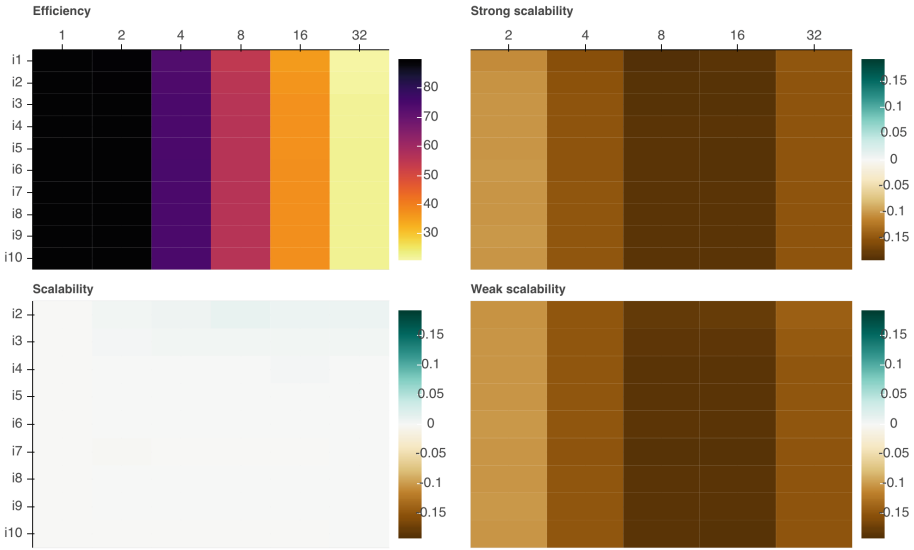 Efficiency
1 2 4 8 16 32
i1
i2
i3
i4
i5
i6
i7
i8
i9
i10
80
70
60
50
40
30
Strong scalability
2 4 8 16 32
0.15
0.1
0.05
0
-0.05
-0.1
-0.15
Scalability
i2
i3
i4
i5
i6
i7
i8
i9
i10
0.15
0.1
0.05
0
-0.05
-0.1
-0.15
Weak scalability
0.15
0.1
0.05
0
-0.05
-0.1
-0.15